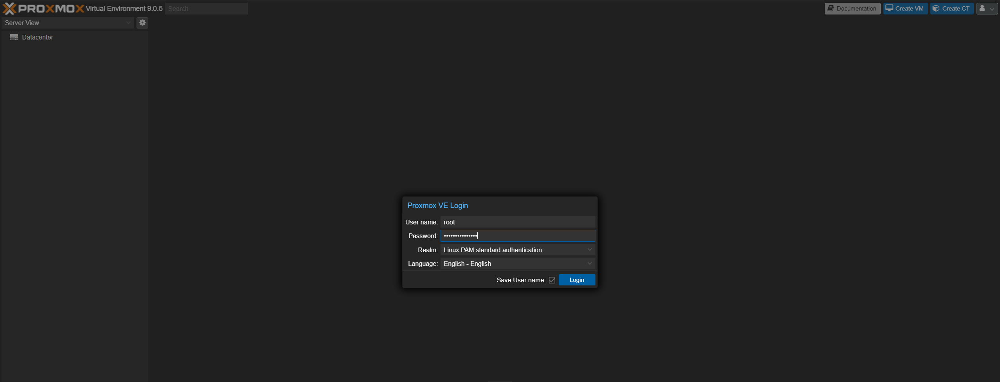 PROXMOX Virtual Environment 9.0.5 Search Documentation Create VM Create CT
Server View
Datacenter
Proxmox VE Login
User name: root
Password: •••••••••••••••
Realm: Linux PAM standard authentication
Language: English - English
Save User name: Login